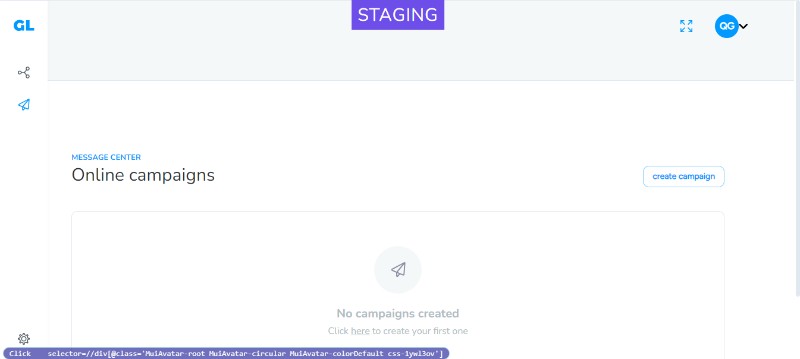 STAGING
GL
QG
MESSAGE CENTER
Online campaigns
create campaign
No campaigns created
Click here to create your first one
Click selector=//div[@class='MuiAvatar-root MuiAvatar-circular MuiAvatar-colorDefault css-1ywi3ov']